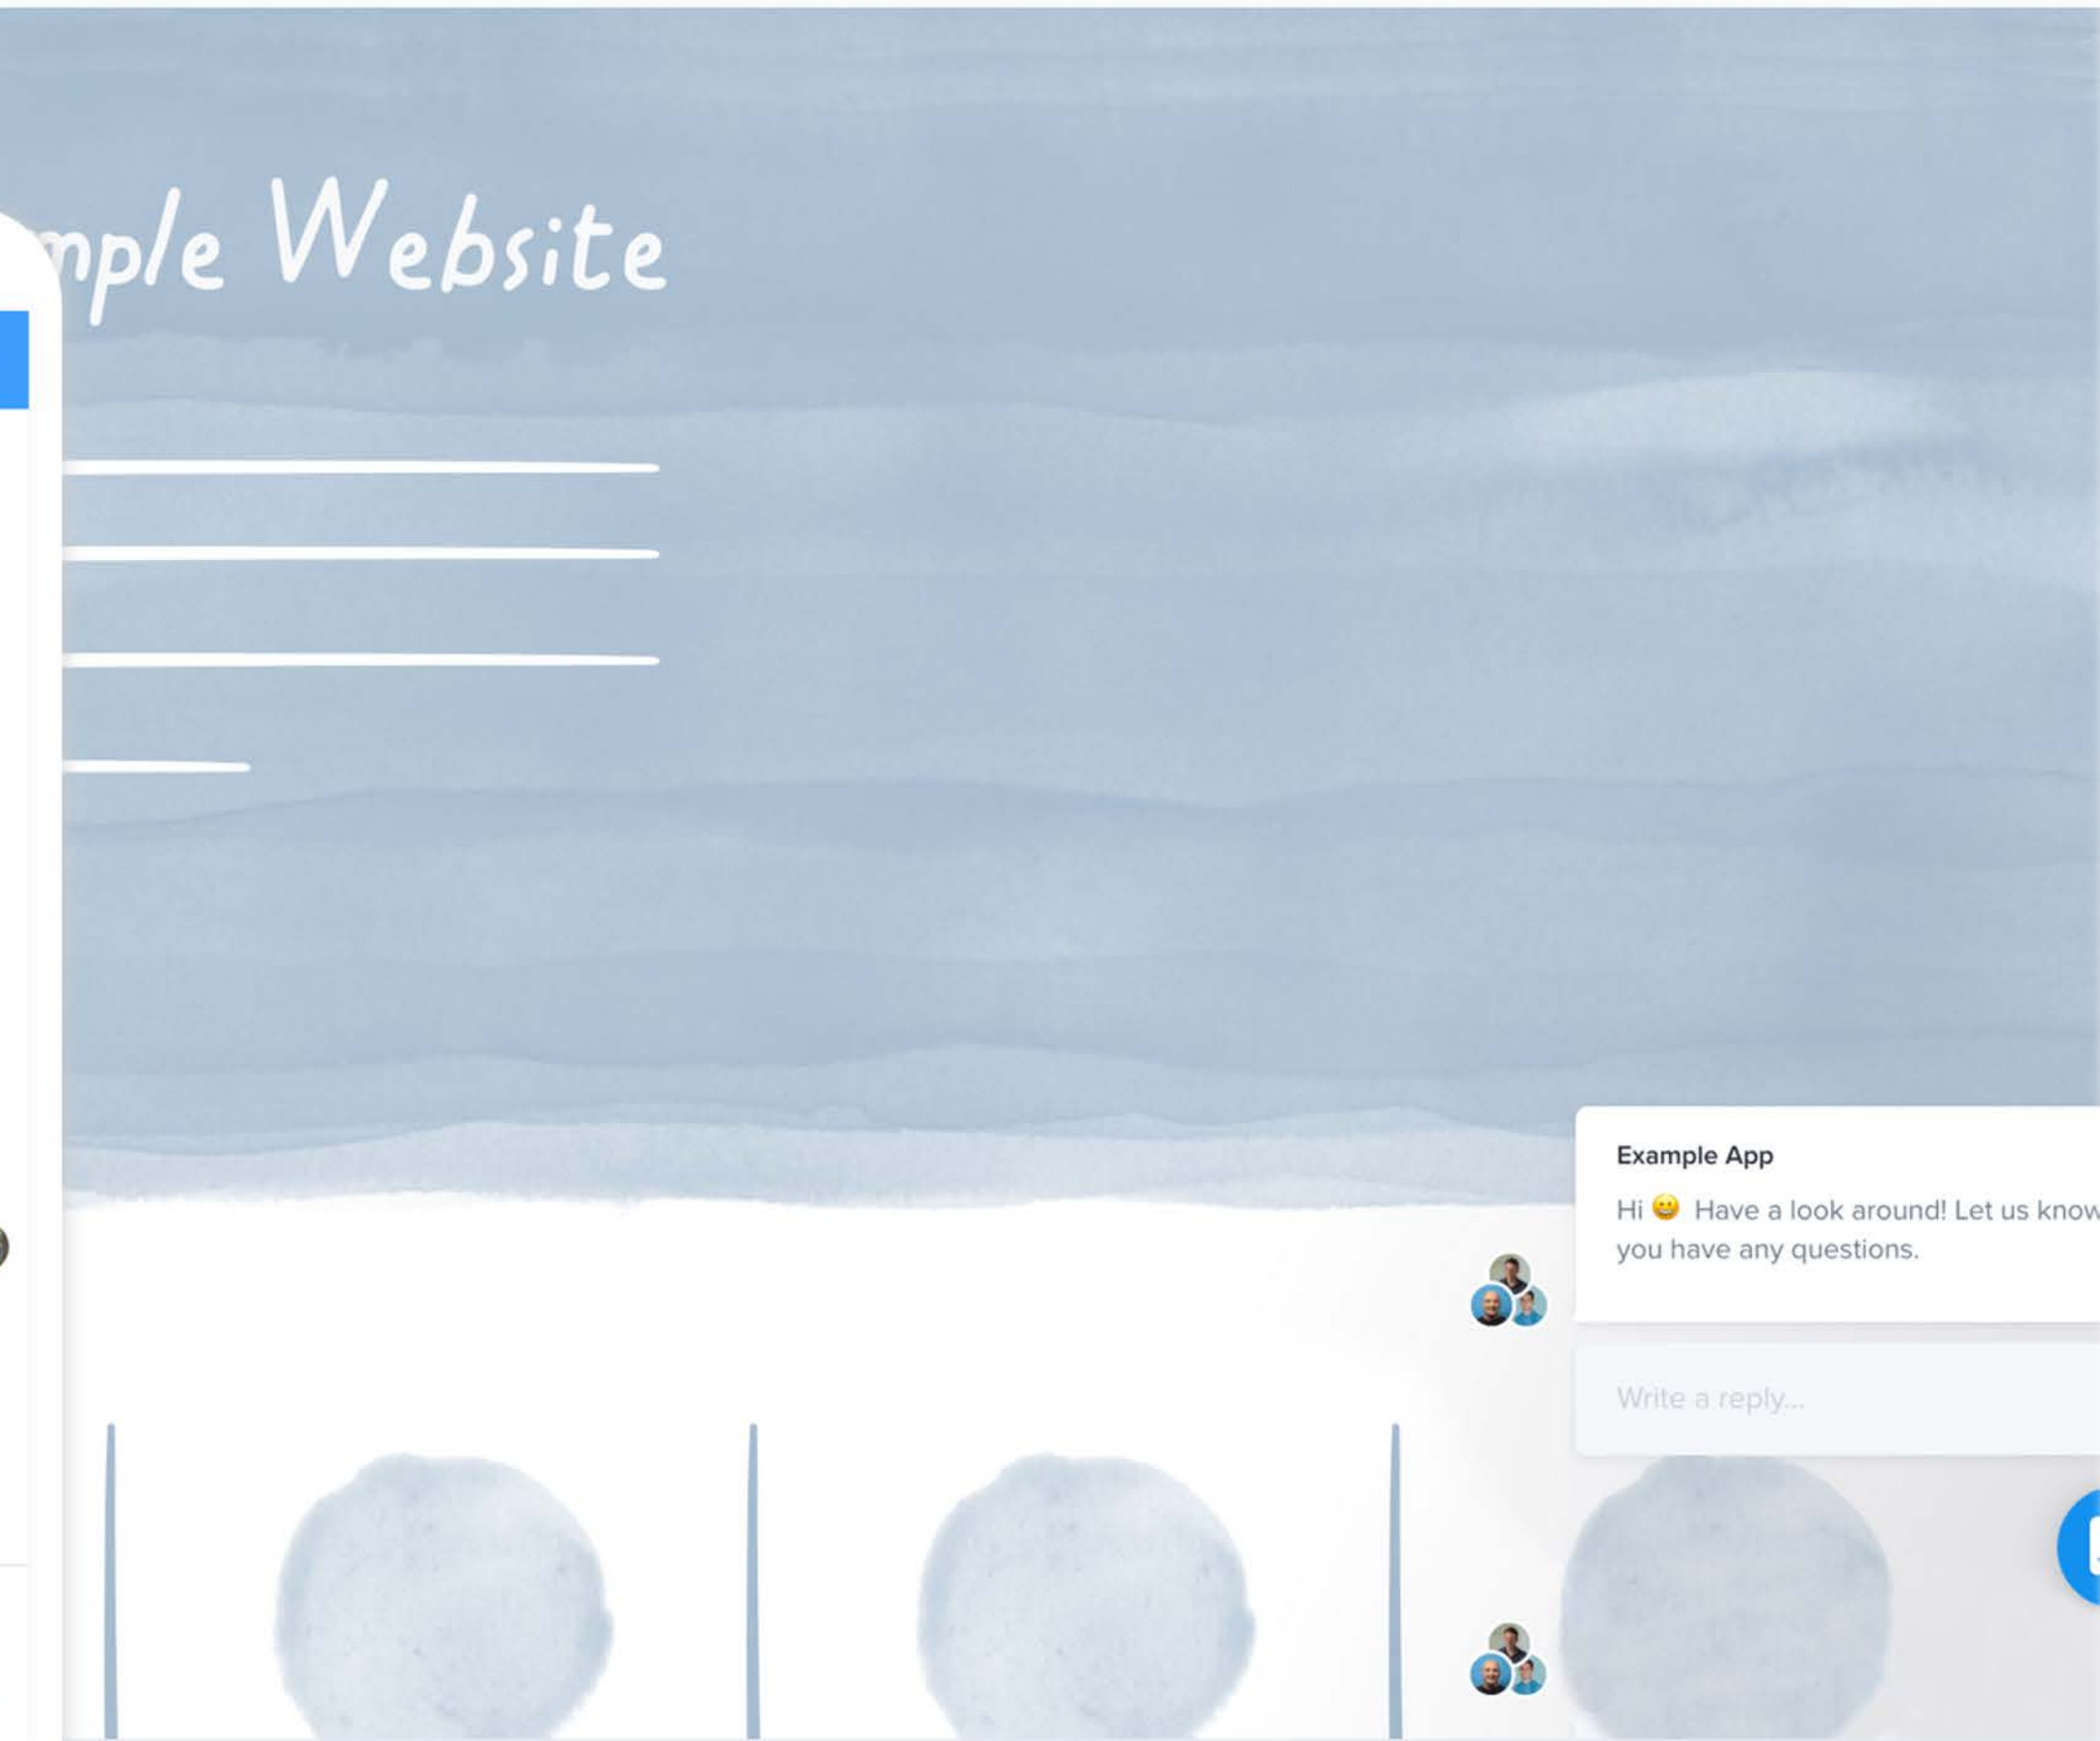 mple Website
Example App
Hi 😀 Have a look around! Let us know
you have any questions.
Write a reply...